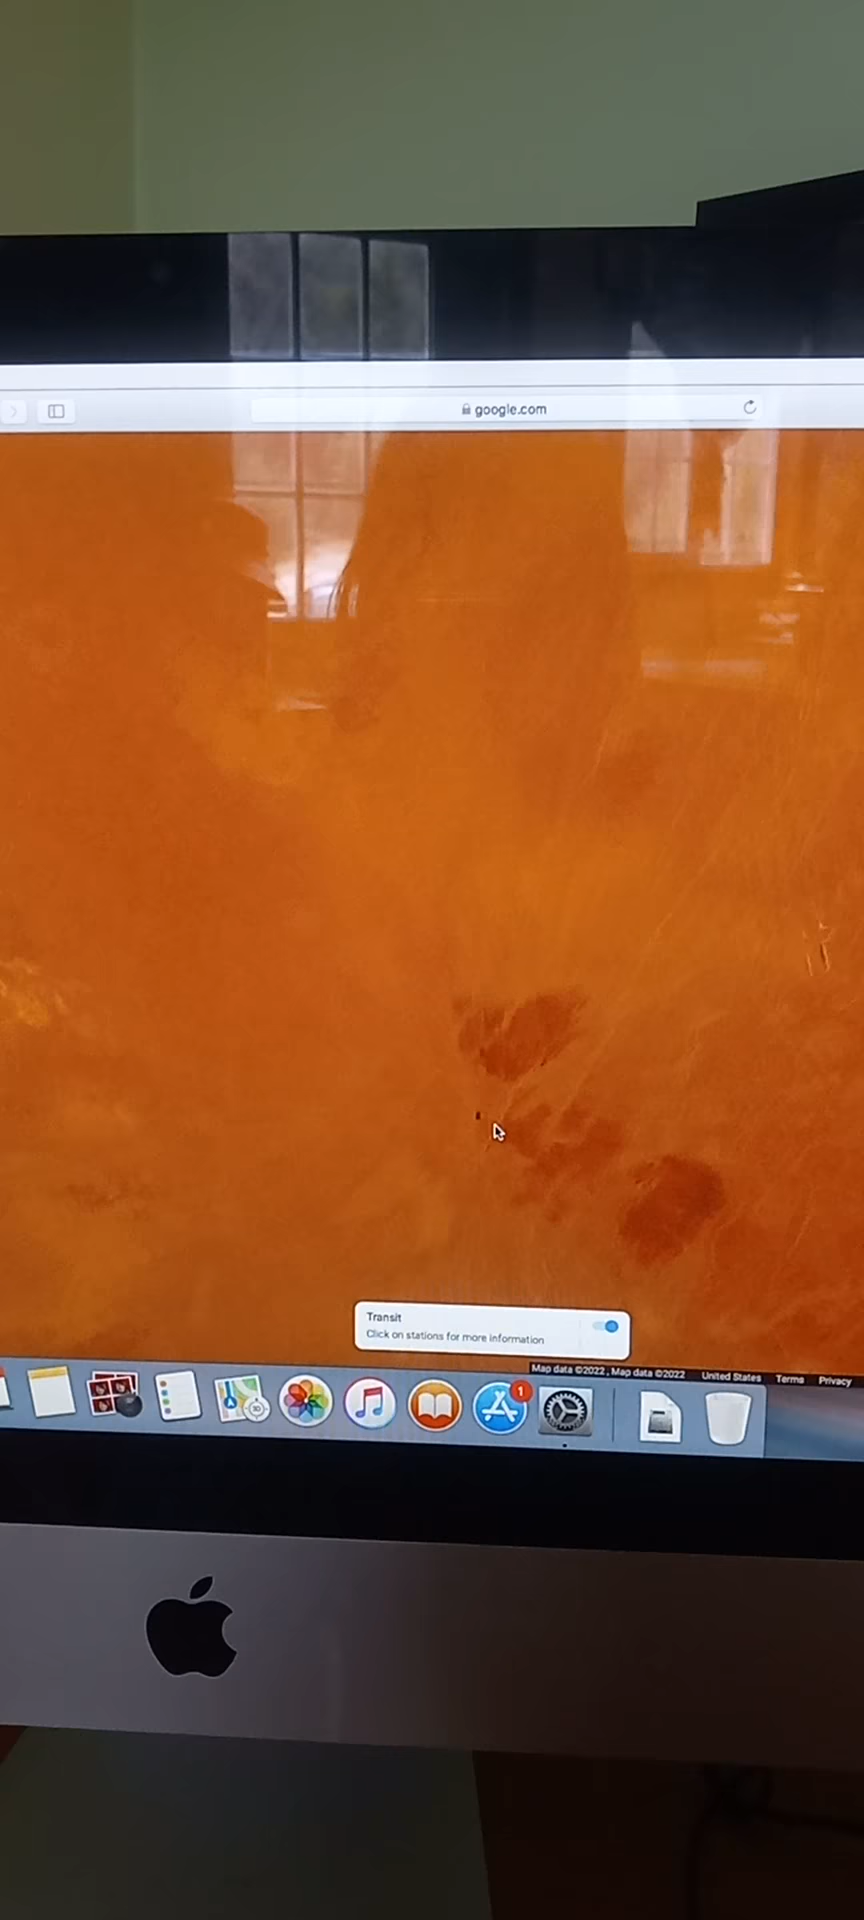 google.com
Transit
Click on stations for more information
Map data ©2022 , Map data ©2022 United States Terms Privacy
1
3D